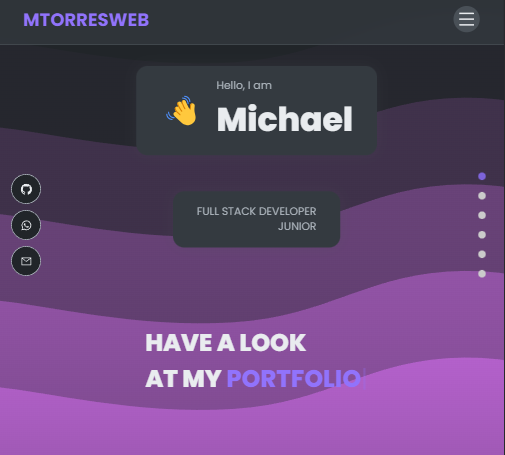 MTORRESWEB
Hello, I am
Michael
FULL STACK DEVELOPER
JUNIOR
HAVE A LOOK
AT MY PORTFOLIO